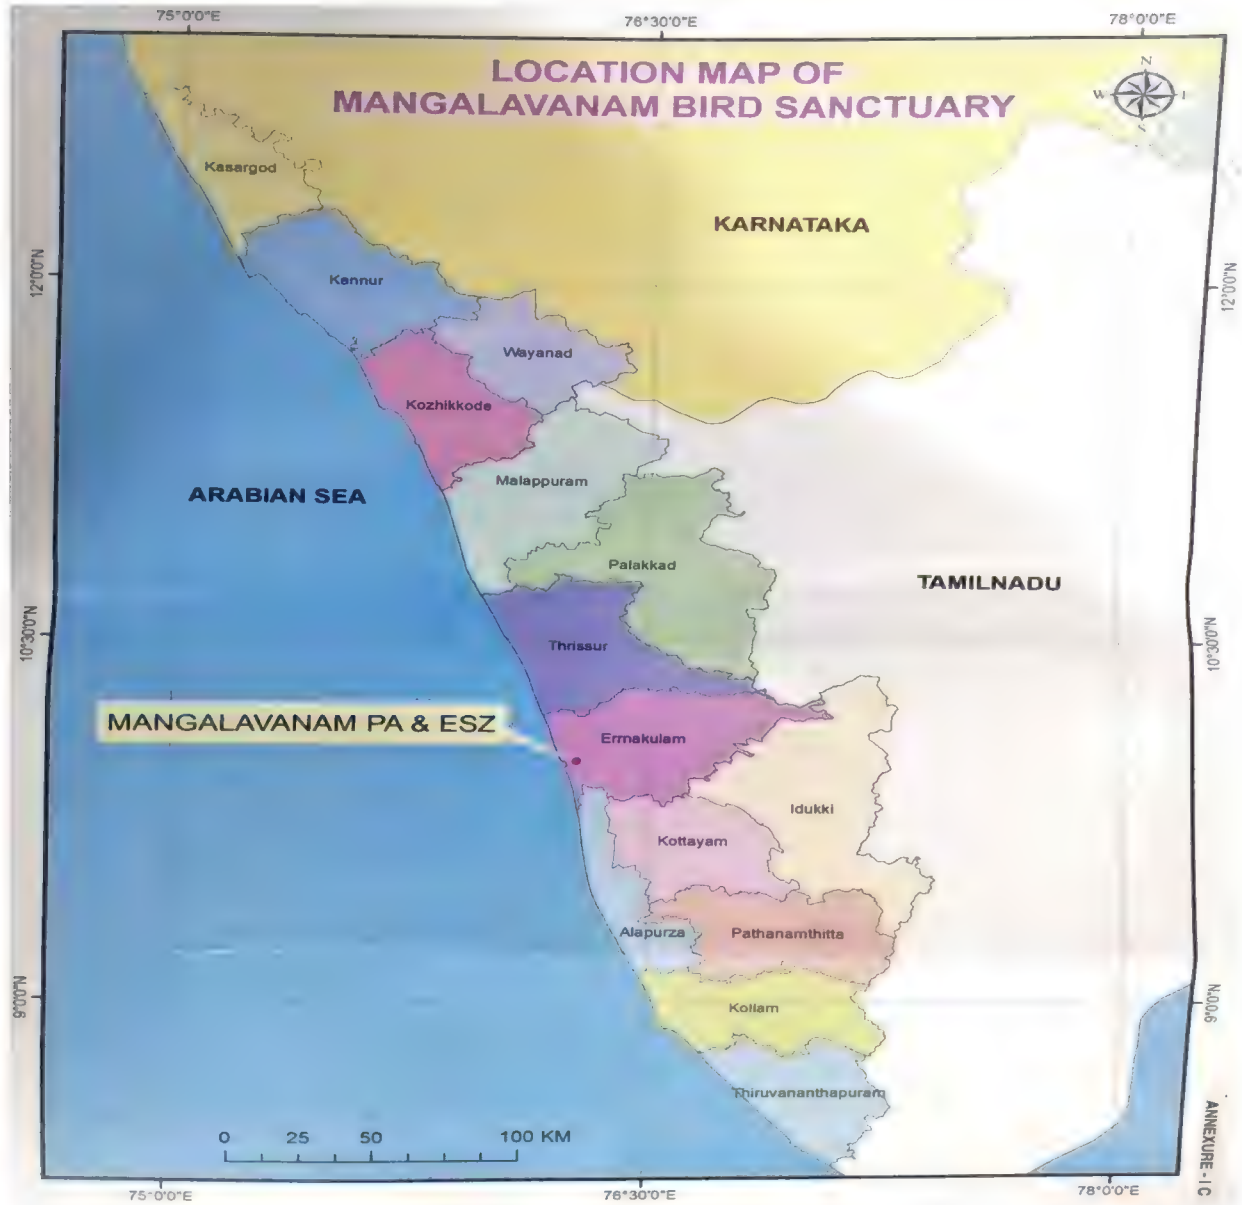 75°0'0"E
76°30'0"E
78°0'0"E
LOCATION MAP OF
MANGALAVANAM BIRD SANCTUARY
N
W
I
S
Kasargod
KARNATAKA
12°0'0"N
12°0'0"N
Kannur
Wayanad
Kozhikkode
Malappuram
ARABIAN SEA
Palakkad
TAMILNADU
10°30'0"N
10°30'0"N
Thrissur
MANGALAVANAM PA & ESZ
Ernakulam
Idukki
Kottayam
Alapurza
Pathanamthitta
9°0'0"N
9°0'0"N
Kollam
Thiruvananthapuram
0 25 50 100 KM
ANNEXURE - I C
75°0'0"E
76°30'0"E
78°0'0"E